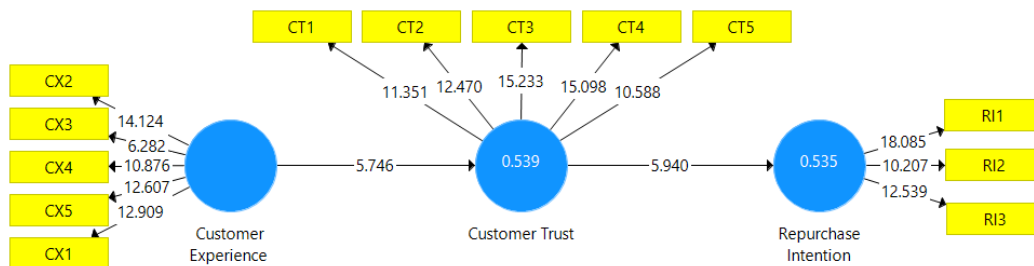 CT1 CT2 CT3 CT4 CT5
11.351 12.470 15.233 15.098 10.588
CX2
CX3
CX4
CX5
CX1
14.124
6.282
10.876
12.607
12.909
5.746
0.539
5.940
0.535
18.085
10.207
12.539
RI1
RI2
RI3
Customer
Experience
Customer Trust
Repurchase
Intention